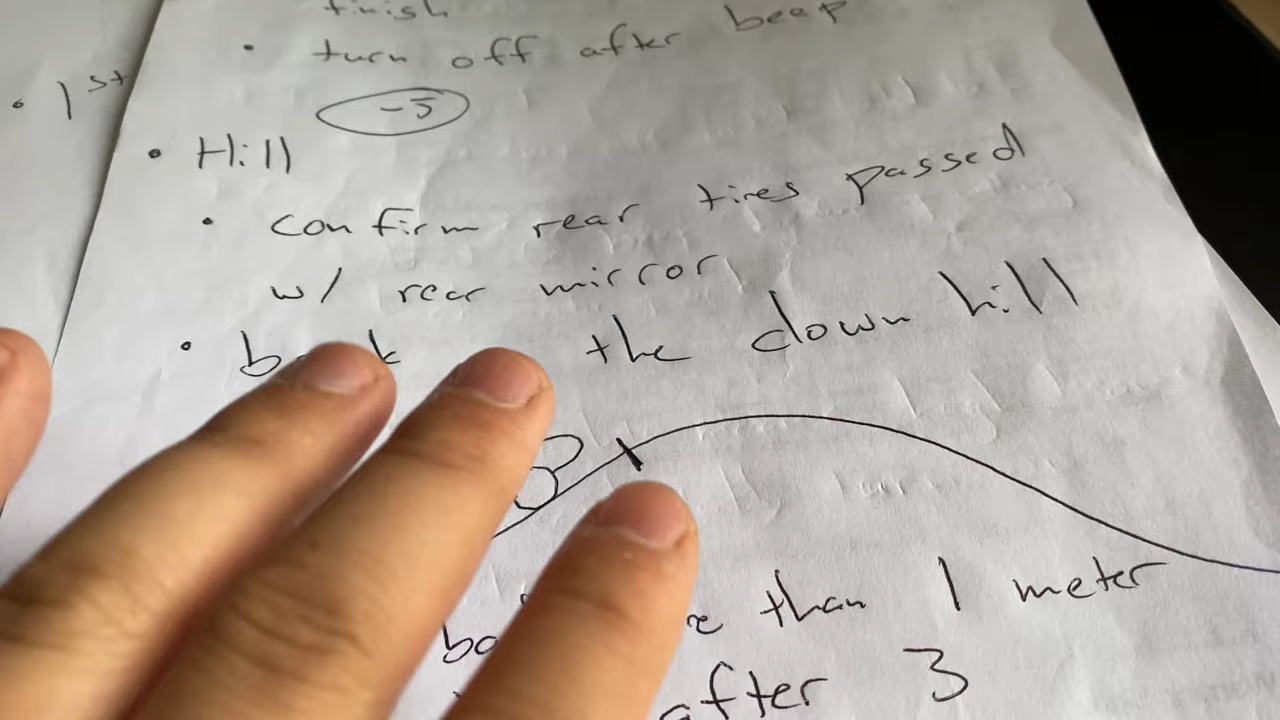 finish
• turn off after beep
-5
• 1st
• Hill
• confirm rear tires passed
w/ rear mirror
• the down hill
than 1 meter
after 3